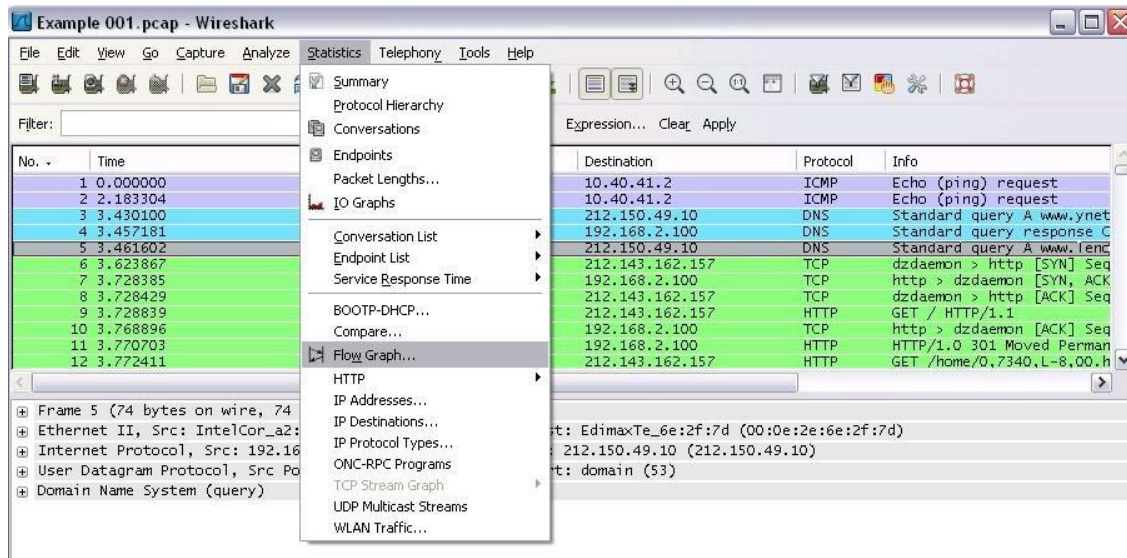 Example 001.pcap - Wireshark
File Edit View Go Capture Analyze Statistics Telephony Tools Help
Filter: Expression... Clear Apply
Summary
Protocol Hierarchy
Conversations
Endpoints
Packet Lengths...
IO Graphs
Conversation List
Endpoint List
Service Response Time
BOOTP-DHCP...
Compare...
Flow Graph...
HTTP
IP Addresses...
IP Destinations...
IP Protocol Types...
ONC-RPC Programs
TCP Stream Graph
UDP Multicast Streams
WLAN Traffic...
No. Time Destination Protocol Info
1 0.000000 10.40.41.2 ICMP Echo (ping) request
2 2.183304 10.40.41.2 ICMP Echo (ping) request
3 3.430100 212.150.49.10 DNS Standard query A www.ynet
4 3.457181 192.168.2.100 DNS Standard query response C
5 3.461602 212.150.49.10 DNS Standard query A
6 3.623867 212.143.162.157 TCP dzdaemon > http [SYN] Seq
7 3.728385 192.168.2.100 TCP http > dzdaemon [SYN, ACK
8 3.728429 212.143.162.157 TCP dzdaemon > http [ACK] Seq
9 3.728839 212.143.162.157 HTTP GET / HTTP/1.1
10 3.768896 192.168.2.100 TCP http > dzdaemon [ACK] Seq
11 3.770703 192.168.2.100 HTTP HTTP/1.0 301 Moved Perman
12 3.772411 212.143.162.157 HTTP GET /home/0,7340,L-8,00.h
Frame 5 (74 bytes on wire, 74
Ethernet II, Src: IntelCor_a2: t: EdimaxTe_6e:2f:7d (00:0e:2e:6e:2f:7d)
Internet Protocol, Src: 192.16 212.150.49.10 (212.150.49.10)
User Datagram Protocol, Src Po t: domain (53)
Domain Name System (query)